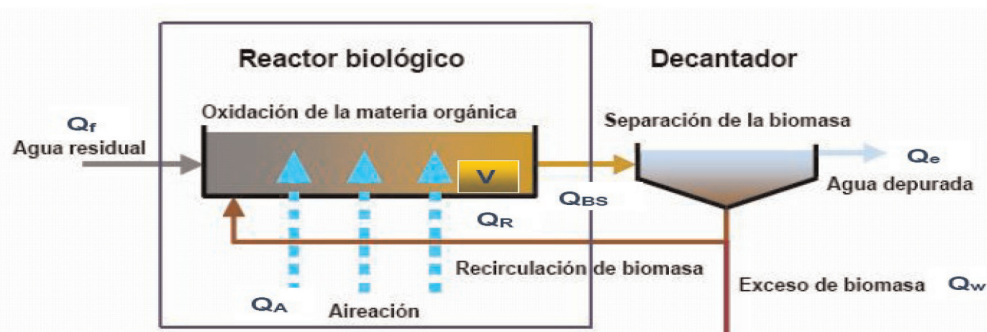 Reactor biológico
Decantador
Oxidación de la materia orgánica
Separación de la biomasa
Qf
Agua residual
V
Qe
Agua depurada
QBS
QR
Recirculación de biomasa
Exceso de biomasa Qw
QA
Aireación